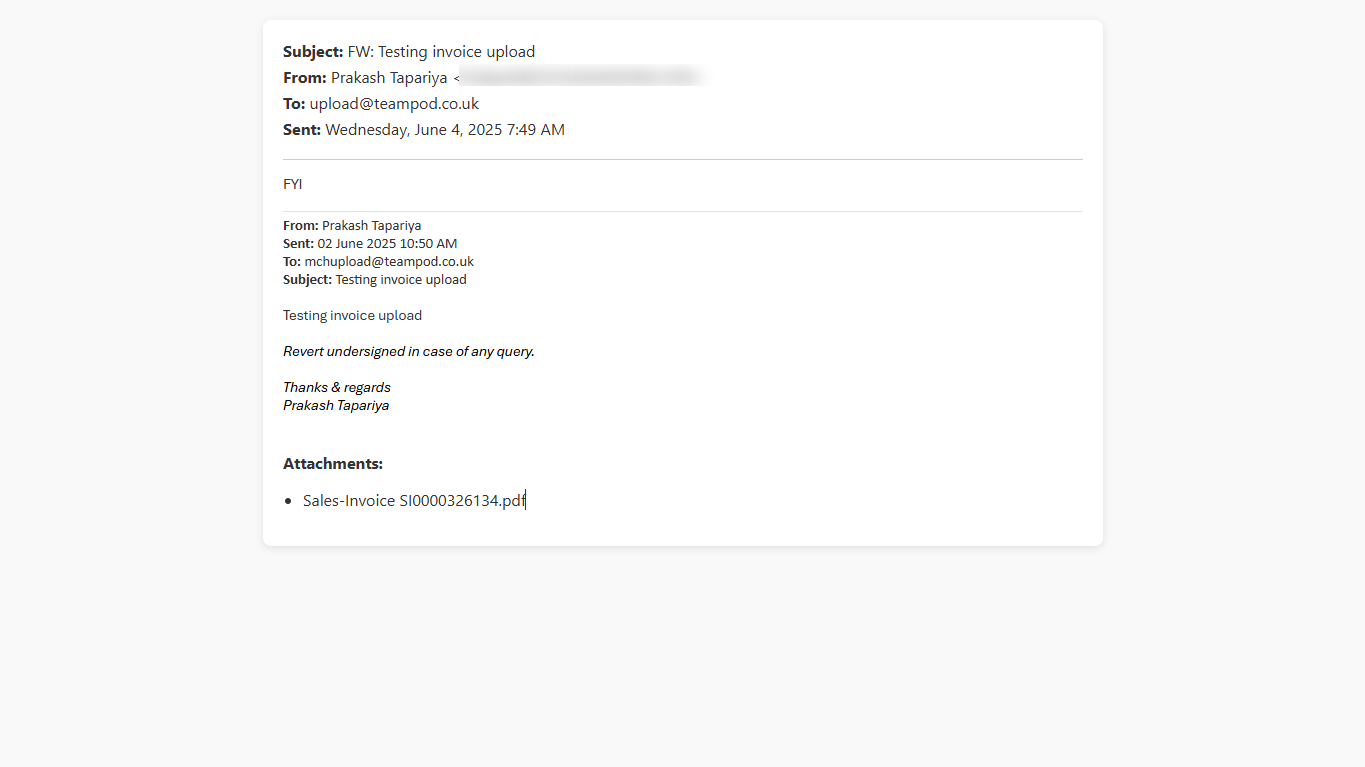 Subject: FW: Testing invoice upload
From: Prakash Tapariya <
To: upload@teampod.co.uk
Sent: Wednesday, June 4, 2025 7:49 AM
FYI
From: Prakash Tapariya
Sent: 02 June 2025 10:50 AM
To: mchupload@teampod.co.uk
Subject: Testing invoice upload
Testing invoice upload
Revert undersigned in case of any query.
Thanks & regards
Prakash Tapariya
Attachments:
• Sales-Invoice SI0000326134.pdf